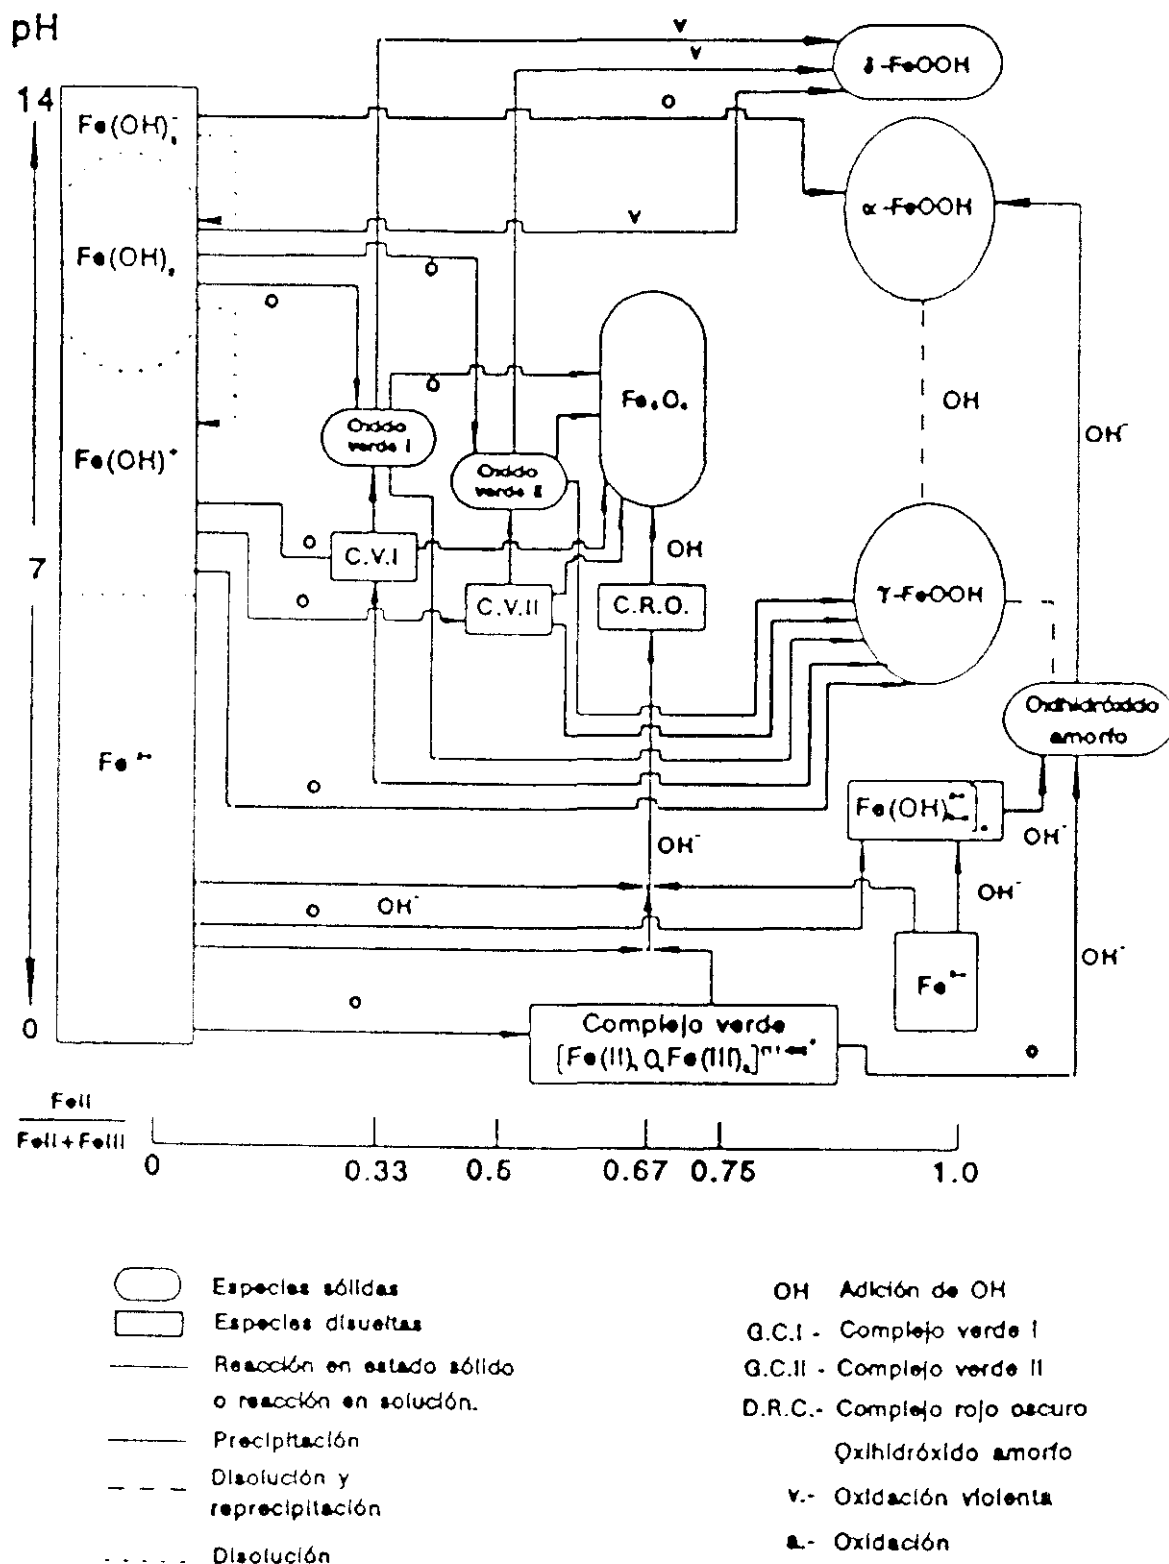 pH
14
7
0
Fe(OH)₃⁻
Fe(OH)₂
Fe(OH)⁺
δ-FeOOH
α-FeOOH
γ-FeOOH
Fe₃O₄
v
v
v
o
o
o
o
o
o
o
o
o
o
Oxido
verde I
Oxido
verde II
C.V.I
C.V.II
C.R.O.
OH
OH
OH⁻
OH⁻
OH⁻
OH⁻
OH⁻
OH⁻
Oxihidróxido
amorfo
Fe(OH)
Fe
Fe
Complejo verde
FeII
FeII+FeIII
0
0.33
0.5
0.67
0.75
1.0
Especies sólidas
Especies disueltas
Reacción en estado sólido
o reacción en solución.
Precipitación
Disolución y
reprecipitación
Disolución
OH Adición de OH
G.C.I - Complejo verde I
G.C.II - Complejo verde II
D.R.C.- Complejo rojo oscuro
Oxihidróxido amorfo
v.- Oxidación violenta
Oxidación